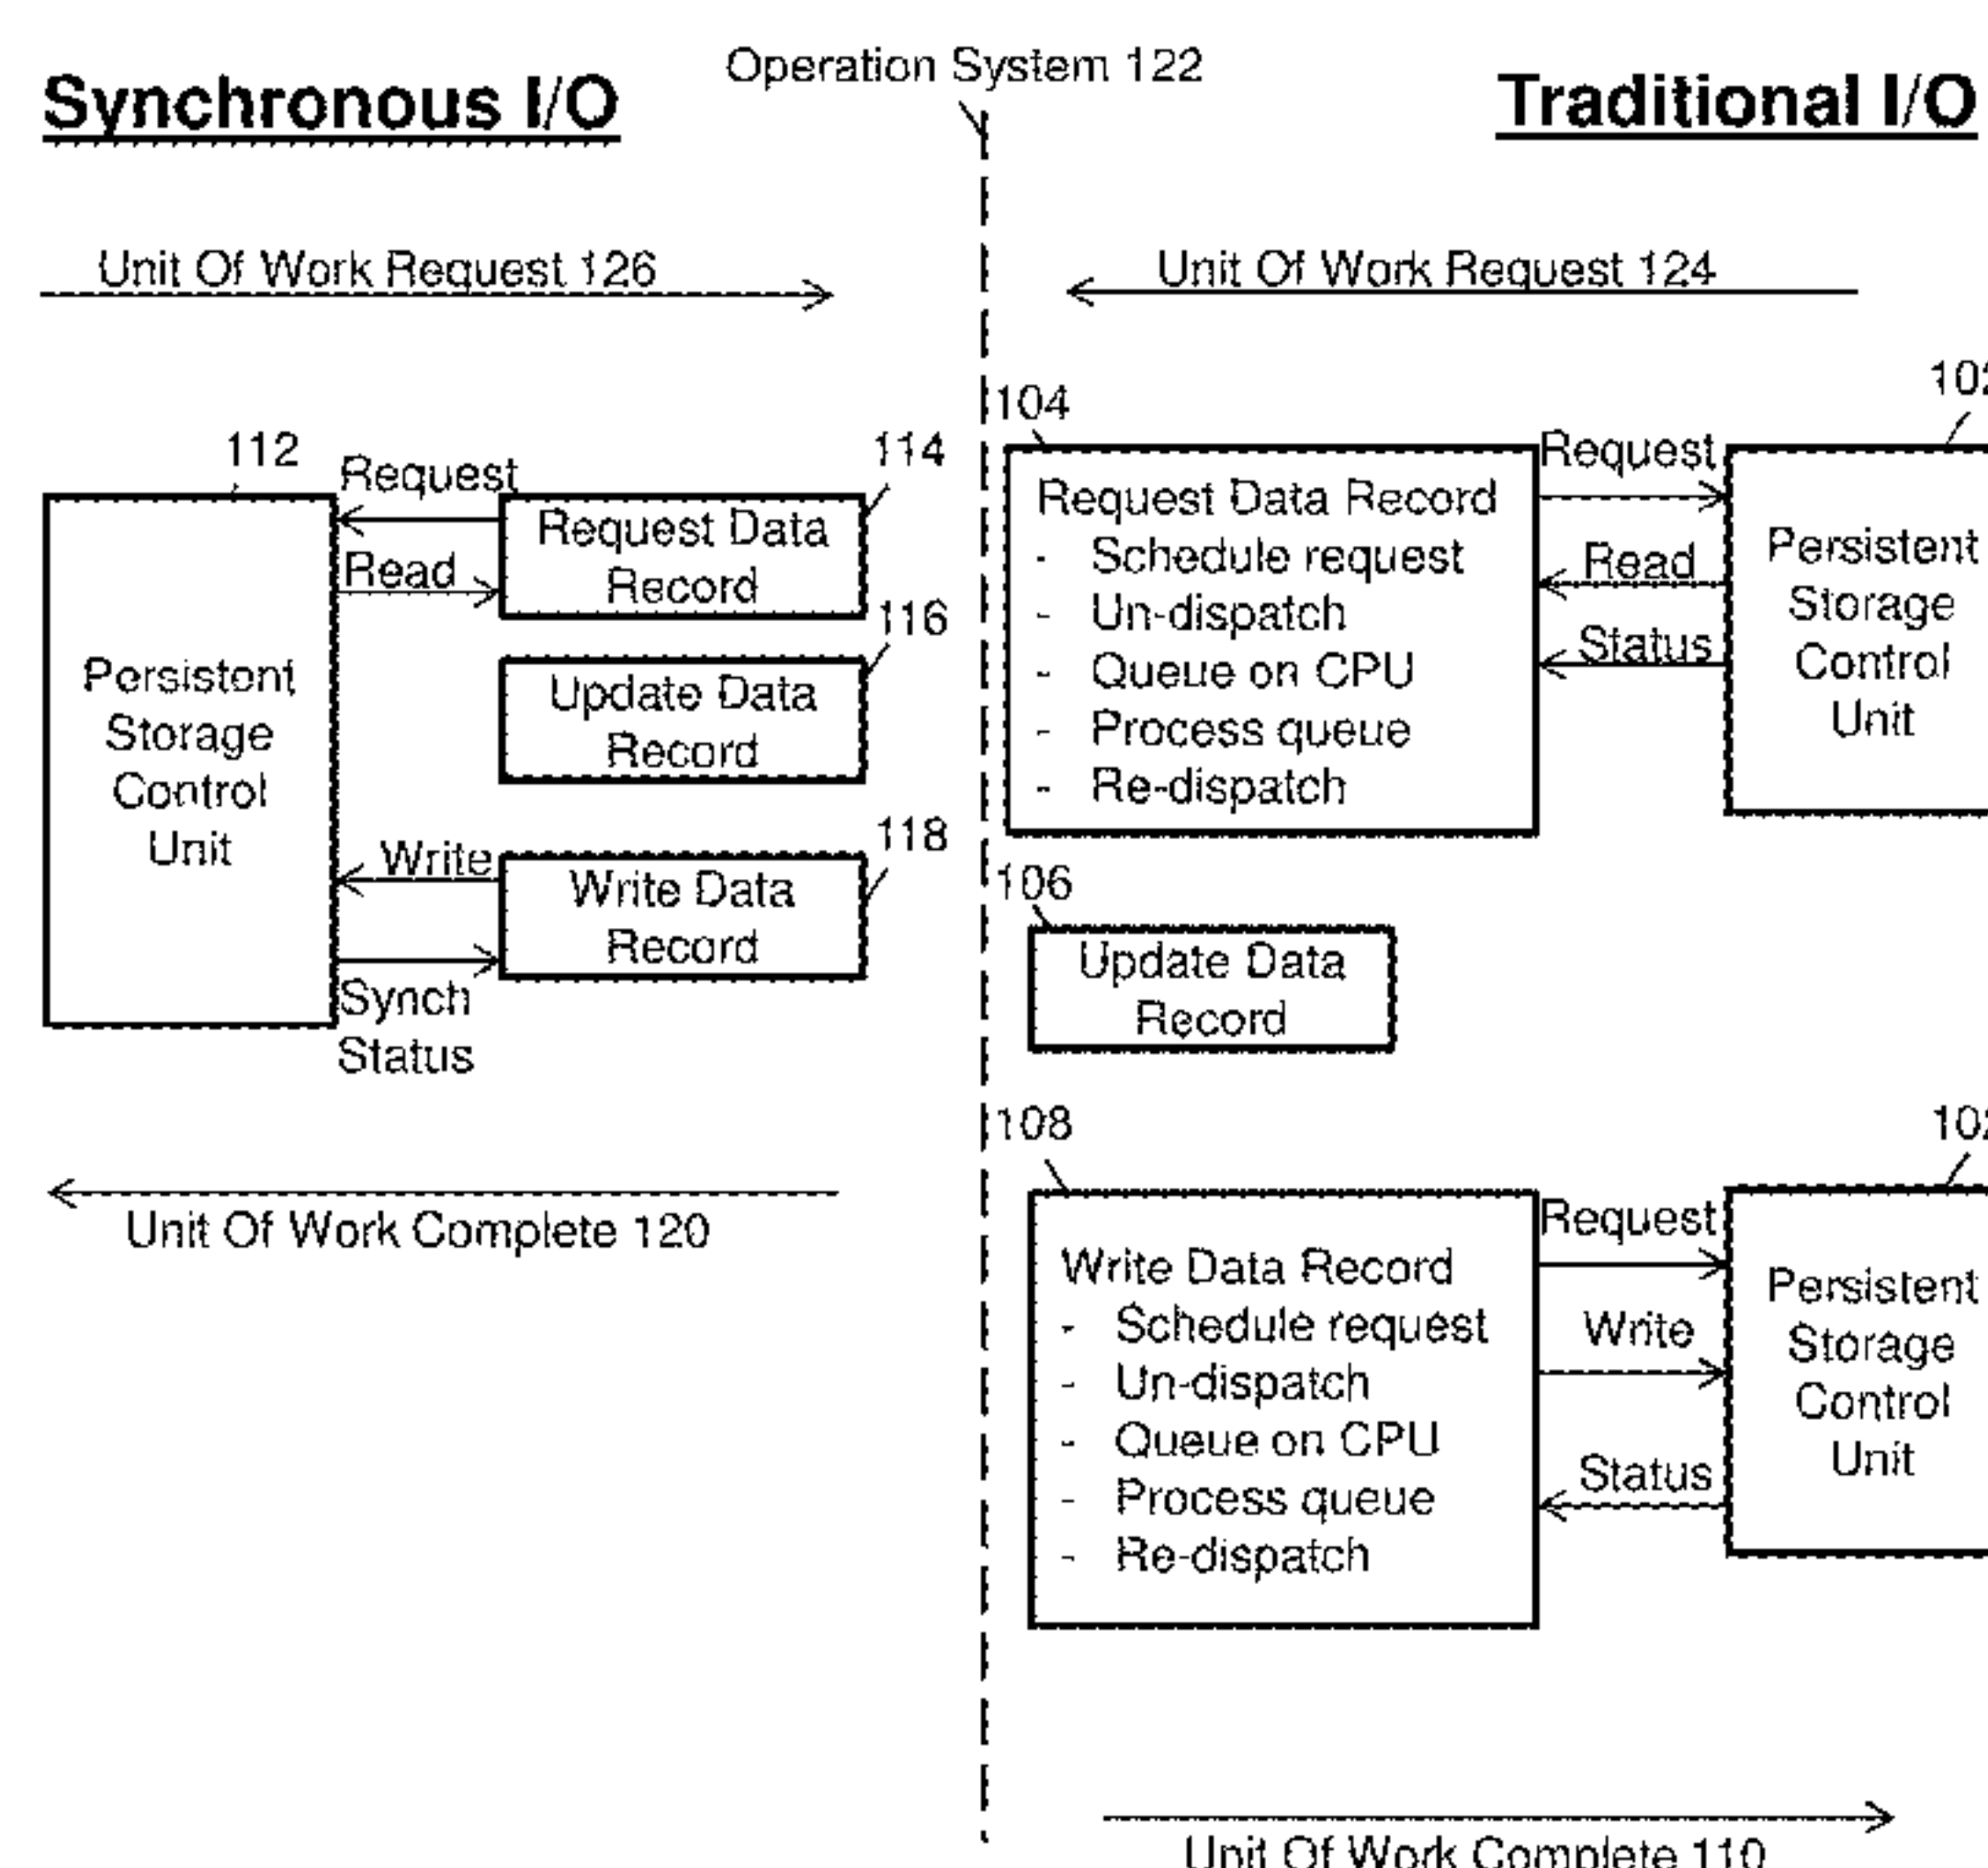 Operation System 122
Synchronous I/O
Traditional I/O
Unit Of Work Request 126
Unit Of Work Request 124
112
Request
114
Request Data
Record
Read
116
Persistent
Storage
Control
Unit
Update Data
Record
118
Write
Write Data
Record
Synch
Status
Unit Of Work Complete 120
104
Request Data Record
- Schedule request
- Un-dispatch
- Queue on CPU
- Process queue
- Re-dispatch
Request
Read
Status
Persistent
Storage
Control
Unit
106
Update Data
Record
108
Write Data Record
- Schedule request
- Un-dispatch
- Queue on CPU
- Process queue
- Re-dispatch
Request
Write
Status
Persistent
Storage
Control
Unit
Unit Of Work Complete 110